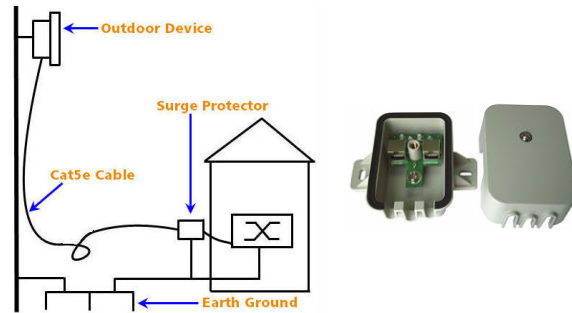 Outdoor Device
Surge Protector
Cat5e Cable
Earth Ground